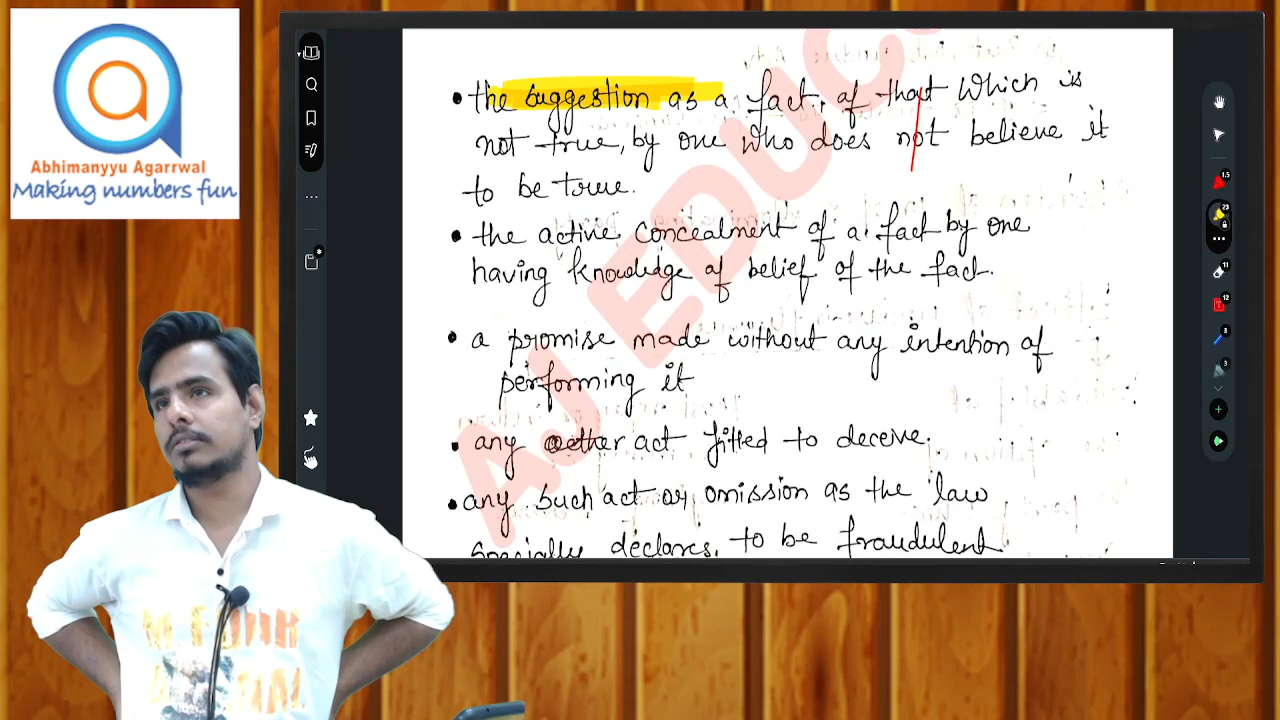 Abhimanyyu Agarrwal
Making numbers fun
• the suggestion as a fact, of that which is
not true, by one who does not believe it
to be true.
• the active concealment of a fact by one
having knowledge of belief of the fact.
• a promise made without any intention of
performing it
• any other act fitted to deceive.
• any such act or omission as the law
specially declares to be fraudulent
AJ EDUC